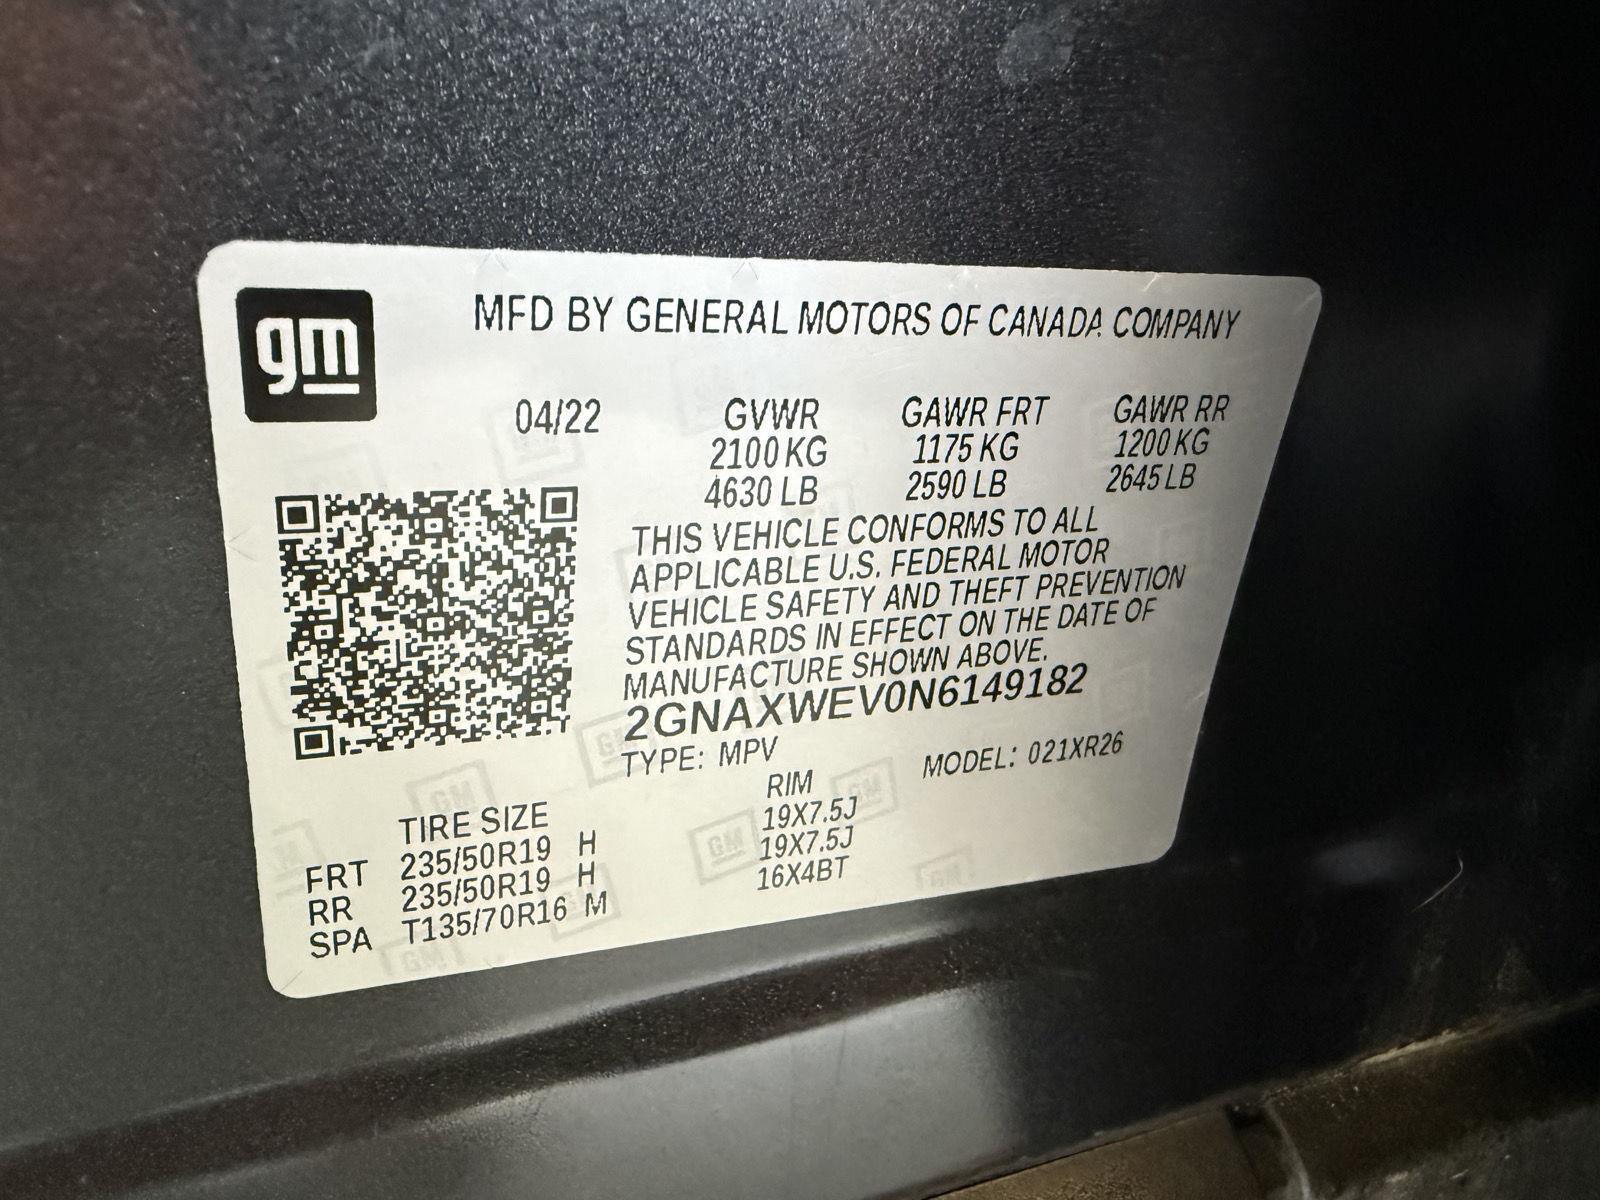 gm
MFD BY GENERAL MOTORS OF CANADA COMPANY
04/22 GVWR GAWR FRT GAWR RR
2100 KG 1175 KG 1200 KG
4630 LB 2590 LB 2645 LB
THIS VEHICLE CONFORMS TO ALL
APPLICABLE U.S. FEDERAL MOTOR
VEHICLE SAFETY AND THEFT PREVENTION
STANDARDS IN EFFECT ON THE DATE OF
MANUFACTURE SHOWN ABOVE.
2GNAXWEV0N6149182
TYPE: MPV MODEL: 021XR26
TIRE SIZE RIM
FRT 235/50R19 H 19X7.5J
RR 235/50R19 H 19X7.5J
SPA T135/70R16 M 16X4BT